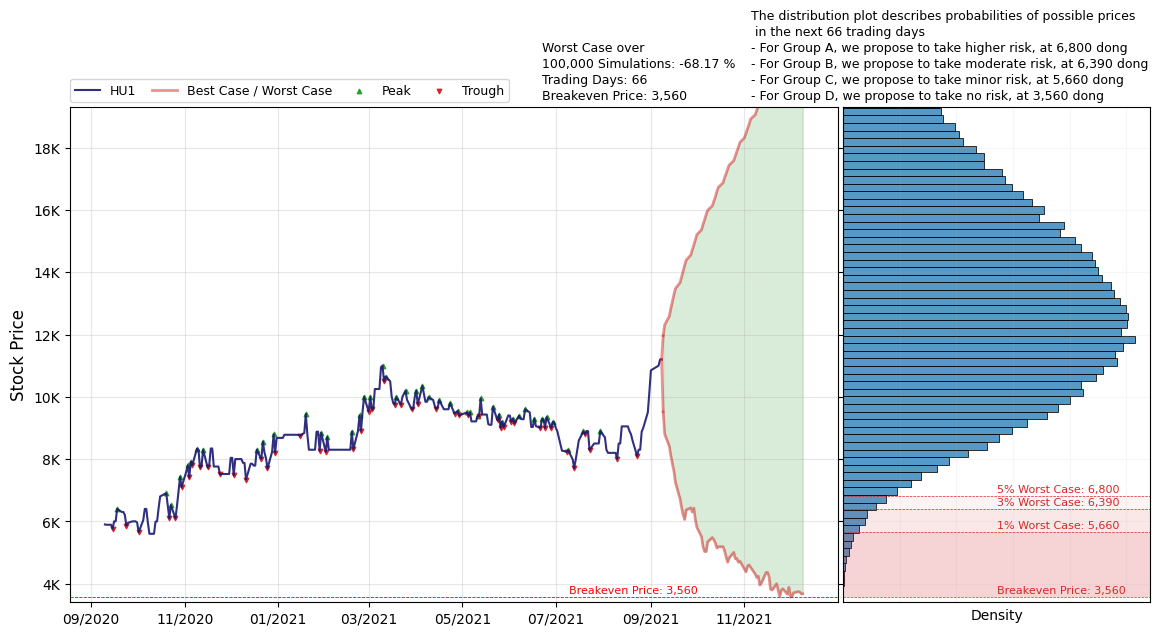 The distribution plot describes probabilities of possible prices
in the next 66 trading days
- For Group A, we propose to take higher risk, at 6,800 dong
- For Group B, we propose to take moderate risk, at 6,390 dong
- For Group C, we propose to take minor risk, at 5,660 dong
- For Group D, we propose to take no risk, at 3,560 dong
Worst Case over
100,000 Simulations: -68.17 %
Trading Days: 66
Breakeven Price: 3,560
HU1
Best Case / Worst Case
Peak
Trough
Stock Price
18K
16K
14K
12K
10K
8K
6K
4K
Breakeven Price: 3,560
09/2020
11/2020
01/2021
03/2021
05/2021
07/2021
09/2021
11/2021
5% Worst Case: 6,800
3% Worst Case: 6,390
1% Worst Case: 5,660
Breakeven Price: 3,560
Density